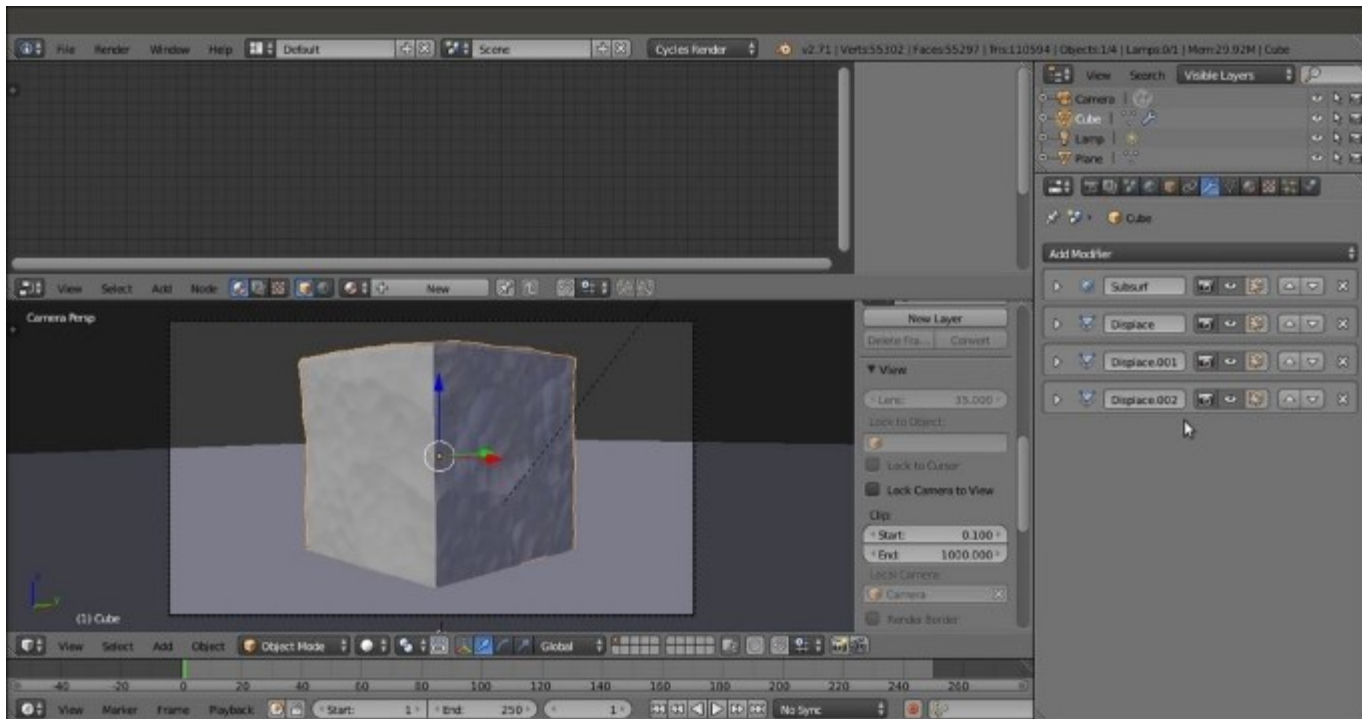 File Render Window Help Default Scene Cycles Render v2.71 | Verts:55302 | Faces:55297 | Tris:110594 | Objects:1/4 | Lamps:0/1 | Mem:29.92M | Cube
View Search Visible Layers
Camera
Cube
Lamp
Plane
Cube
Add Modifier
Subsurf
Displace
Displace.001
Displace.002
View Select Add Node New
Camera Persp
New Layer
Delete Fra... Convert
View
Lens: 35.000
Lock to Object:
Lock to Cursor
Lock Camera to View
Clip:
Start: 0.100
End: 1000.000
Local Camera:
Camera
Render Border
z
y
(1) Cube
View Select Add Object Object Mode Global
-40 -20 0 20 40 60 80 100 120 140 160 180 200 220 240 260
View Marker Frame Playback Start: 1 End: 250 1 No Sync